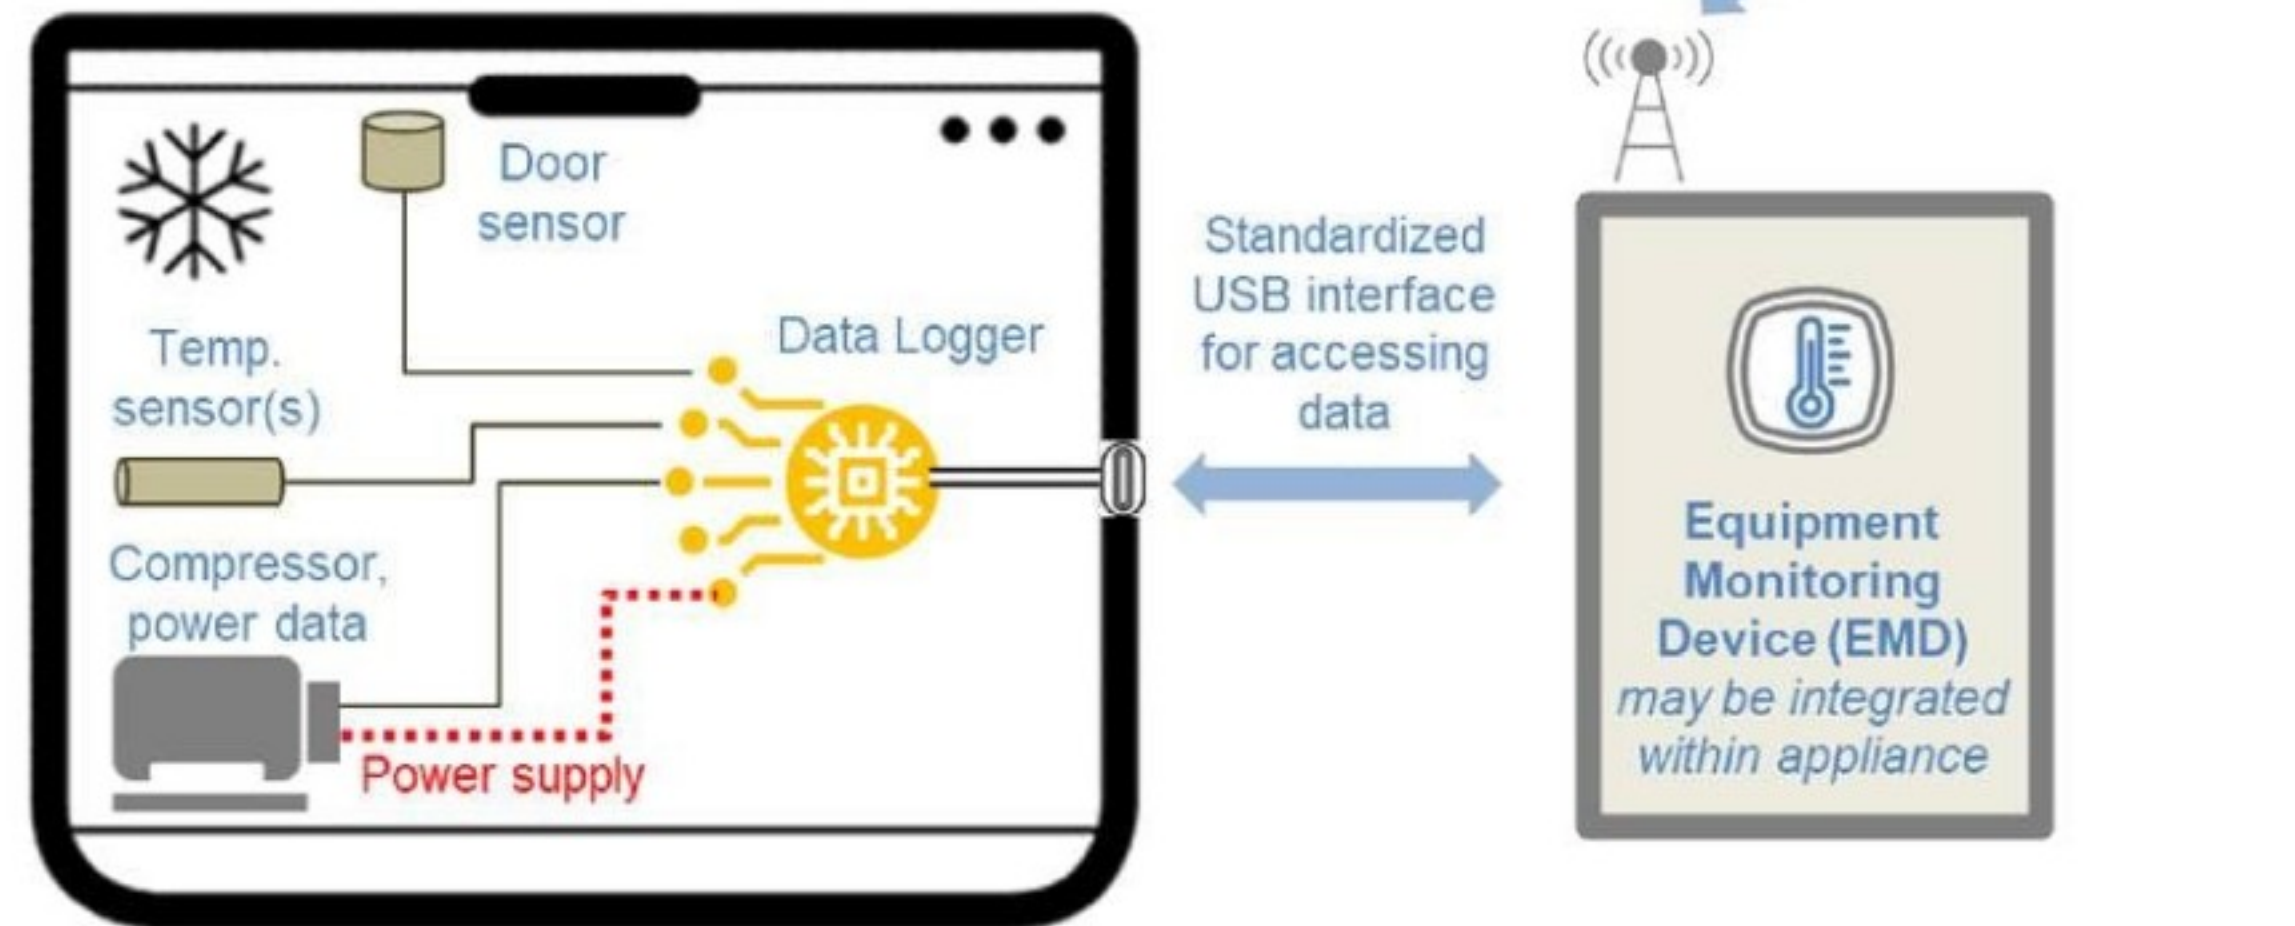 Door
sensor
Temp.
sensor(s)
Data Logger
Compressor,
power data
Power supply
Standardized
USB interface
for accessing
data
Equipment
Monitoring
Device (EMD)
may be integrated
within appliance